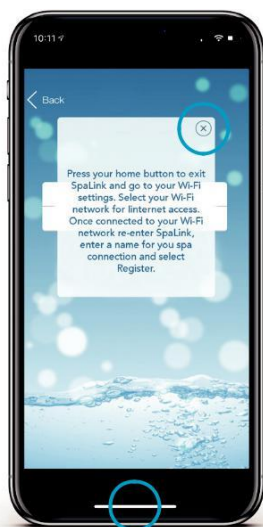 10:11
Back
Press your home button to exit
SpaLink and go to your Wi-Fi
settings. Select your Wi-Fi
network for Iinternet access.
Once connected to your Wi-Fi
network re-enter SpaLink,
enter a name for you spa
connection and select
Register.